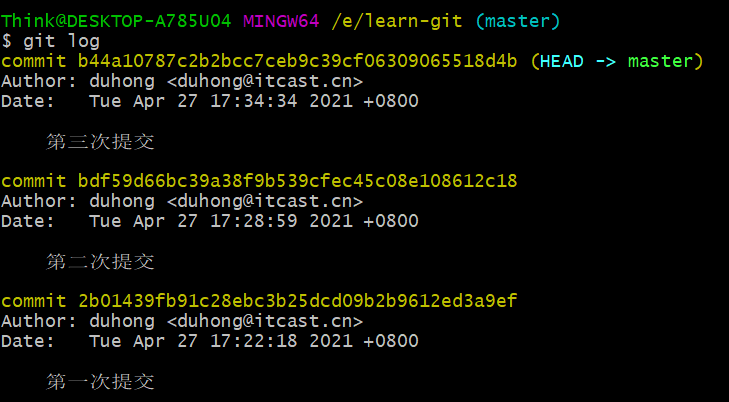 Think@DESKTOP-A785U04 MINGW64 /e/learn-git (master)
$ git log
commit b44a10787c2b2bcc7ceb9c39cf06309065518d4b (HEAD -> master)
Author: duhong <duhong@itcast.cn>
Date:   Tue Apr 27 17:34:34 2021 +0800
    第三次提交
commit bdf59d66bc39a38f9b539cfec45c08e108612c18
Author: duhong <duhong@itcast.cn>
Date:   Tue Apr 27 17:28:59 2021 +0800
    第二次提交
commit 2b01439fb91c28ebc3b25dcd09b2b9612ed3a9ef
Author: duhong <duhong@itcast.cn>
Date:   Tue Apr 27 17:22:18 2021 +0800
    第一次提交